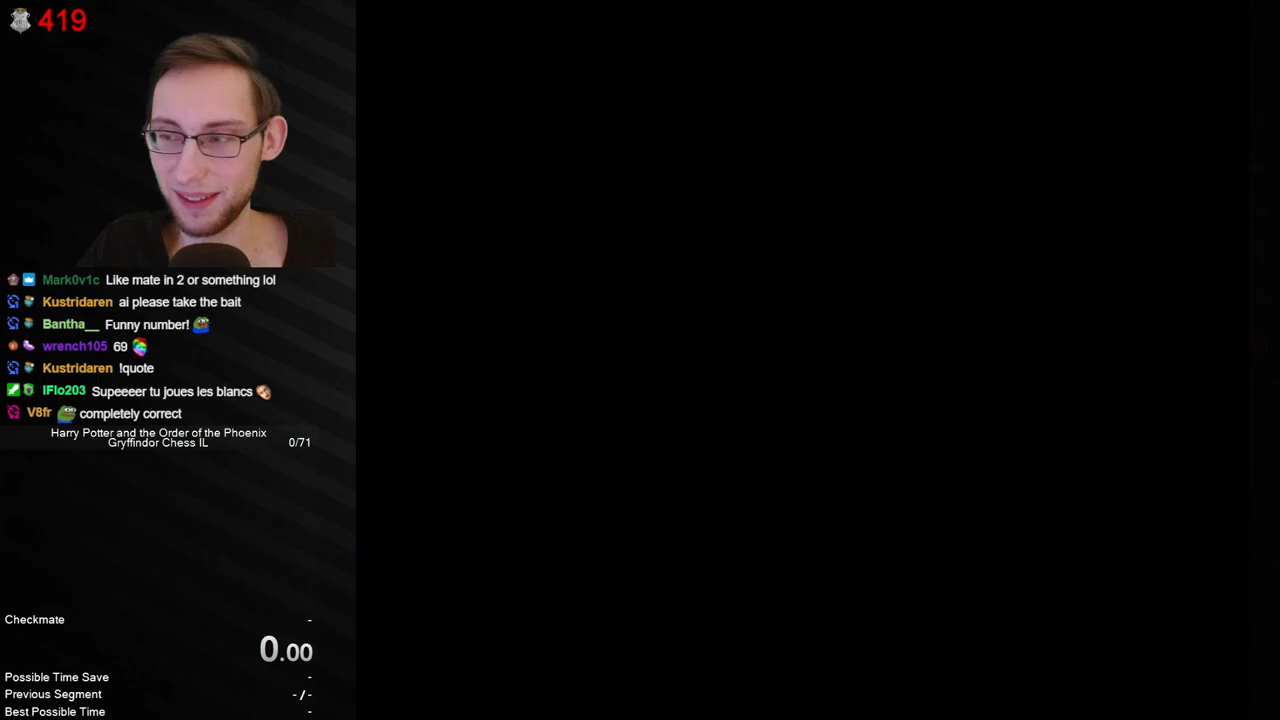 419
Mark0v1c Like mate in 2 or something lol
Kustridaren ai please take the bait
Bantha__ Funny number!
wrench105 69
Kustridaren !quote
IFlo203 Supeeeer tu joues les blancs
V8fr completely correct
Harry Potter and the Order of the Phoenix
Gryffindor Chess IL 0/71
Checkmate -
0.00
Possible Time Save -
Previous Segment - / -
Best Possible Time -